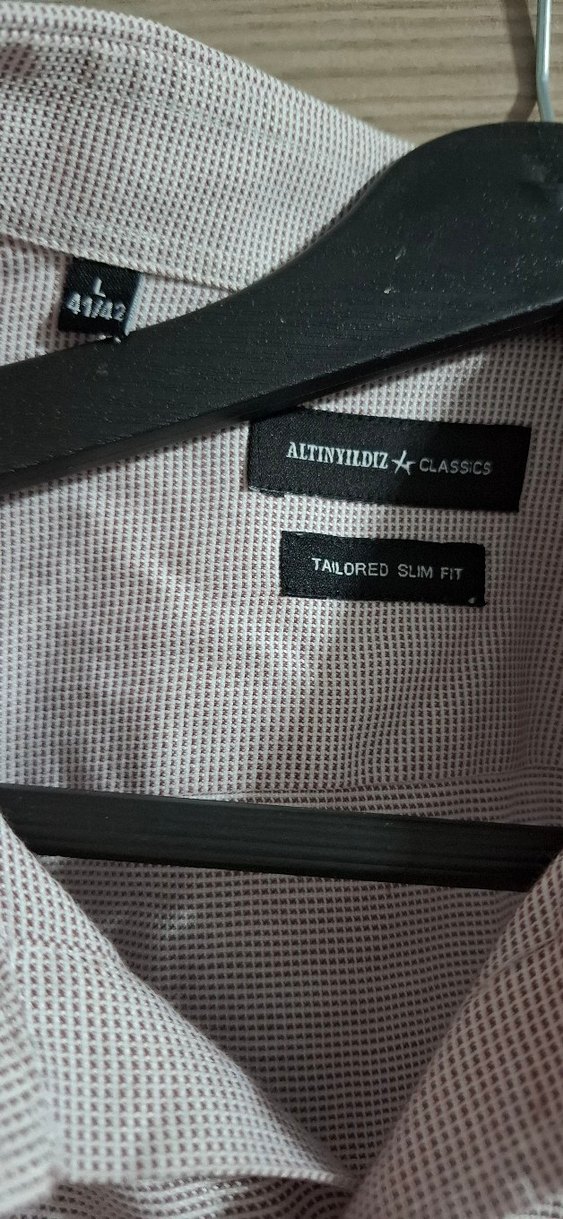 L
41/42
ALTINYILDIZ CLASSICS
TAILORED SLIM FIT